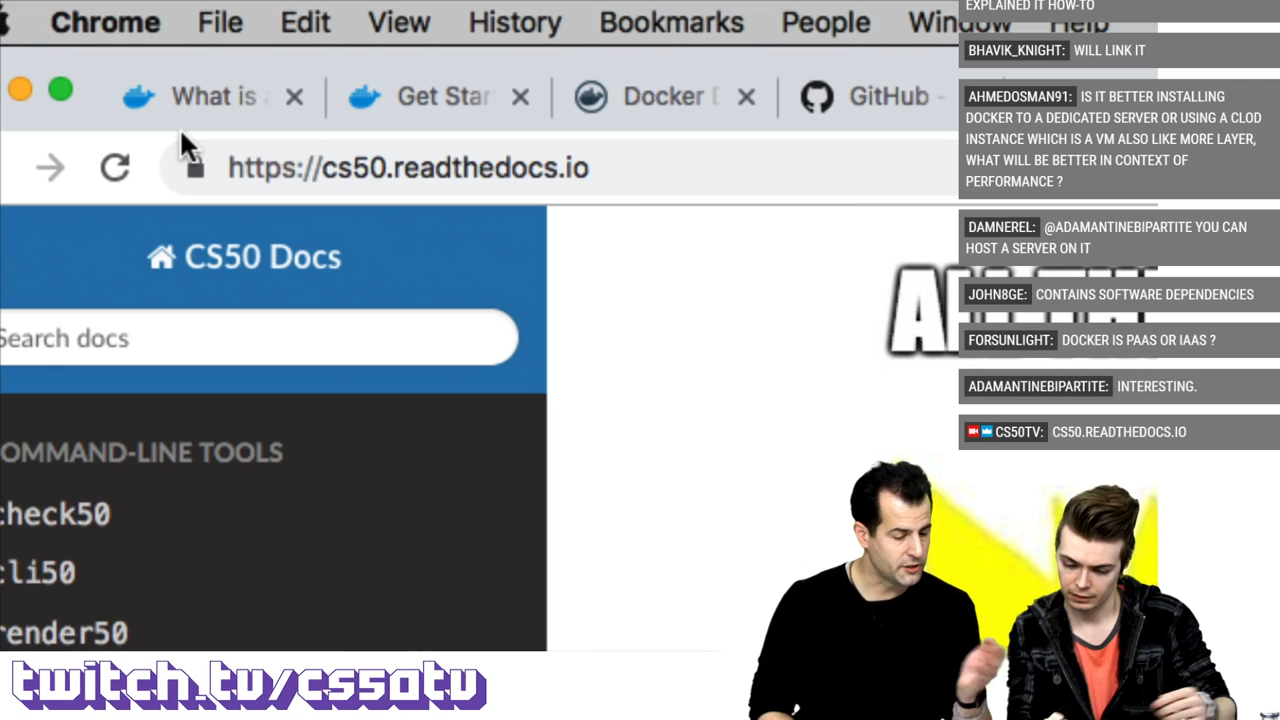 Chrome File Edit View History Bookmarks People Window Help
What is a
Get Star
Docker D
GitHub -
https://cs50.readthedocs.io
CS50 Docs
Search docs
OMMAND-LINE TOOLS
check50
cli50
render50
EXPLAINED IT HOW-TO
BHAVIK_KNIGHT: WILL LINK IT
AHMEDOSMAN91: IS IT BETTER INSTALLING
DOCKER TO A DEDICATED SERVER OR USING A CLOD
INSTANCE WHICH IS A VM ALSO LIKE MORE LAYER,
WHAT WILL BE BETTER IN CONTEXT OF
PERFORMANCE ?
DAMNEREL: @ADAMANTINEBIPARTITE YOU CAN
HOST A SERVER ON IT
JOHN8GE: CONTAINS SOFTWARE DEPENDENCIES
FORSUNLIGHT: DOCKER IS PAAS OR IAAS ?
ADAMANTINEBIPARTITE: INTERESTING.
CS50TV: CS50.READTHEDOCS.IO
twitch.tv/cs50tv